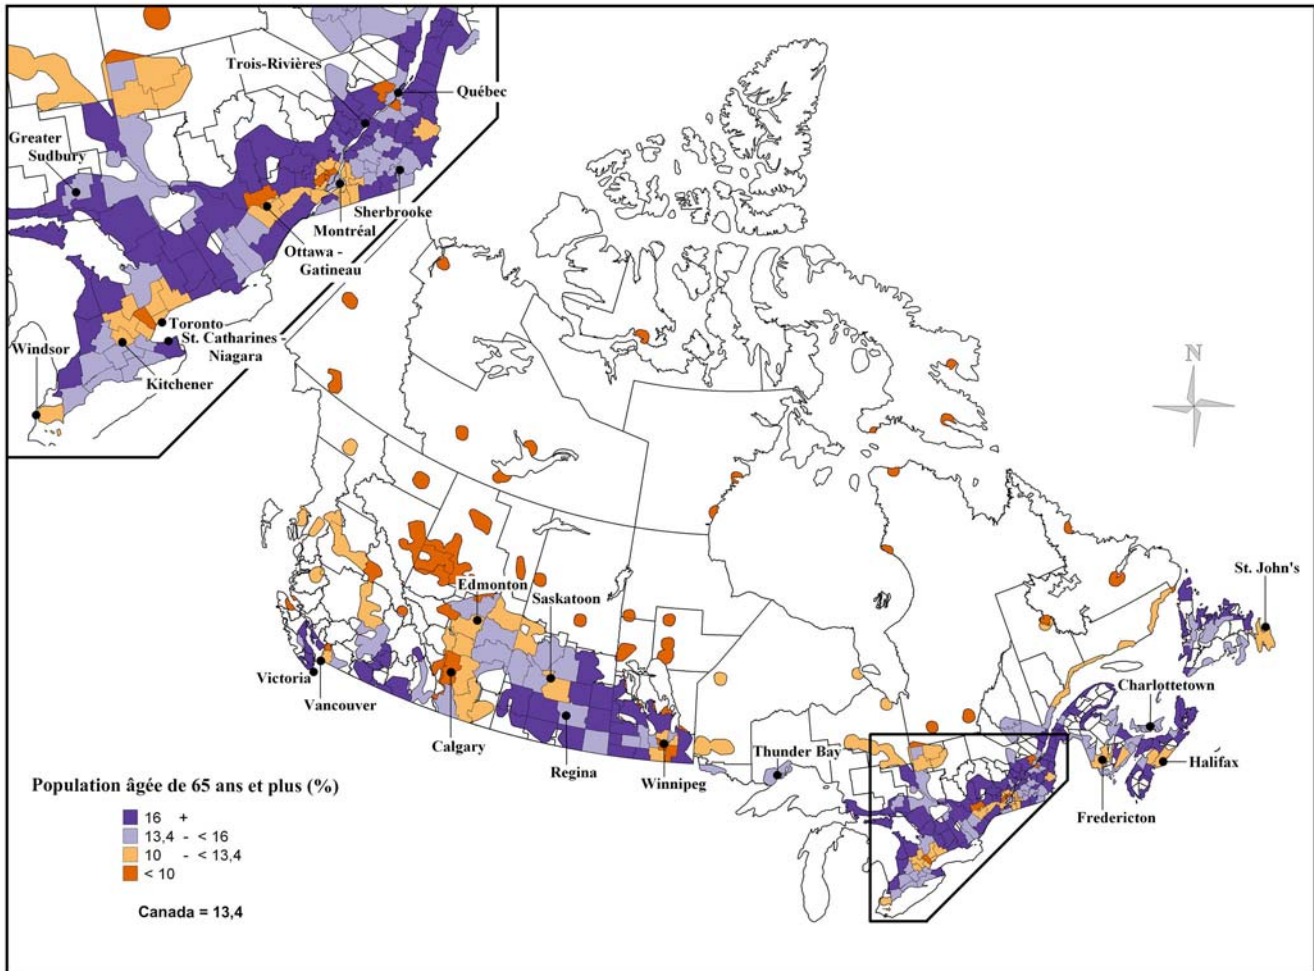 Trois-Rivières
Québec
Greater
Sudbury
Sherbrooke
Montréal
Ottawa -
Gatineau
Toronto
St. Catharines -
Niagara
Windsor
Kitchener
N
Edmonton
Saskatoon
St. John's
Victoria
Vancouver
Calgary
Regina
Winnipeg
Thunder Bay
Charlottetown
Halifax
Fredericton
Population âgée de 65 ans et plus (%)
16 +
13,4 - < 16
10 - < 13,4
< 10
Canada = 13,4